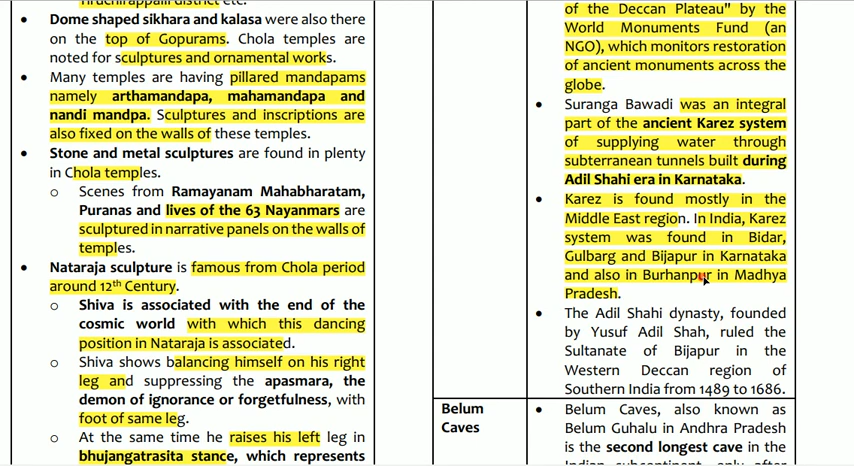 Tiruchirappalli district etc.
• Dome shaped sikhara and kalasa were also there
on the top of Gopurams. Chola temples are
noted for sculptures and ornamental works.
• Many temples are having pillared mandapams
namely arthamandapa, mahamandapa and
nandi mandpa. Sculptures and inscriptions are
also fixed on the walls of these temples.
• Stone and metal sculptures are found in plenty
in Chola temples.
o Scenes from Ramayanam Mahabharatam,
Puranas and lives of the 63 Nayanmars are
sculptured in narrative panels on the walls of
temples.
• Nataraja sculpture is famous from Chola period
around 12th Century.
o Shiva is associated with the end of the
cosmic world with which this dancing
position in Nataraja is associated.
o Shiva shows balancing himself on his right
leg and suppressing the apasmara, the
demon of ignorance or forgetfulness, with
foot of same leg.
o At the same time he raises his left leg in
bhujangatrasita stance, which represents
of the Deccan Plateau" by the
World Monuments Fund (an
NGO), which monitors restoration
of ancient monuments across the
globe.
• Suranga Bawadi was an integral
part of the ancient Karez system
of supplying water through
subterranean tunnels built during
Adil Shahi era in Karnataka.
• Karez is found mostly in the
Middle East region. In India, Karez
system was found in Bidar,
Gulbarg and Bijapur in Karnataka
and also in Burhanpur in Madhya
Pradesh.
• The Adil Shahi dynasty, founded
by Yusuf Adil Shah, ruled the
Sultanate of Bijapur in the
Western Deccan region of
Southern India from 1489 to 1686.
Belum
Caves
• Belum Caves, also known as
Belum Guhalu in Andhra Pradesh
is the second longest cave in the
Indian subcontinent, only after